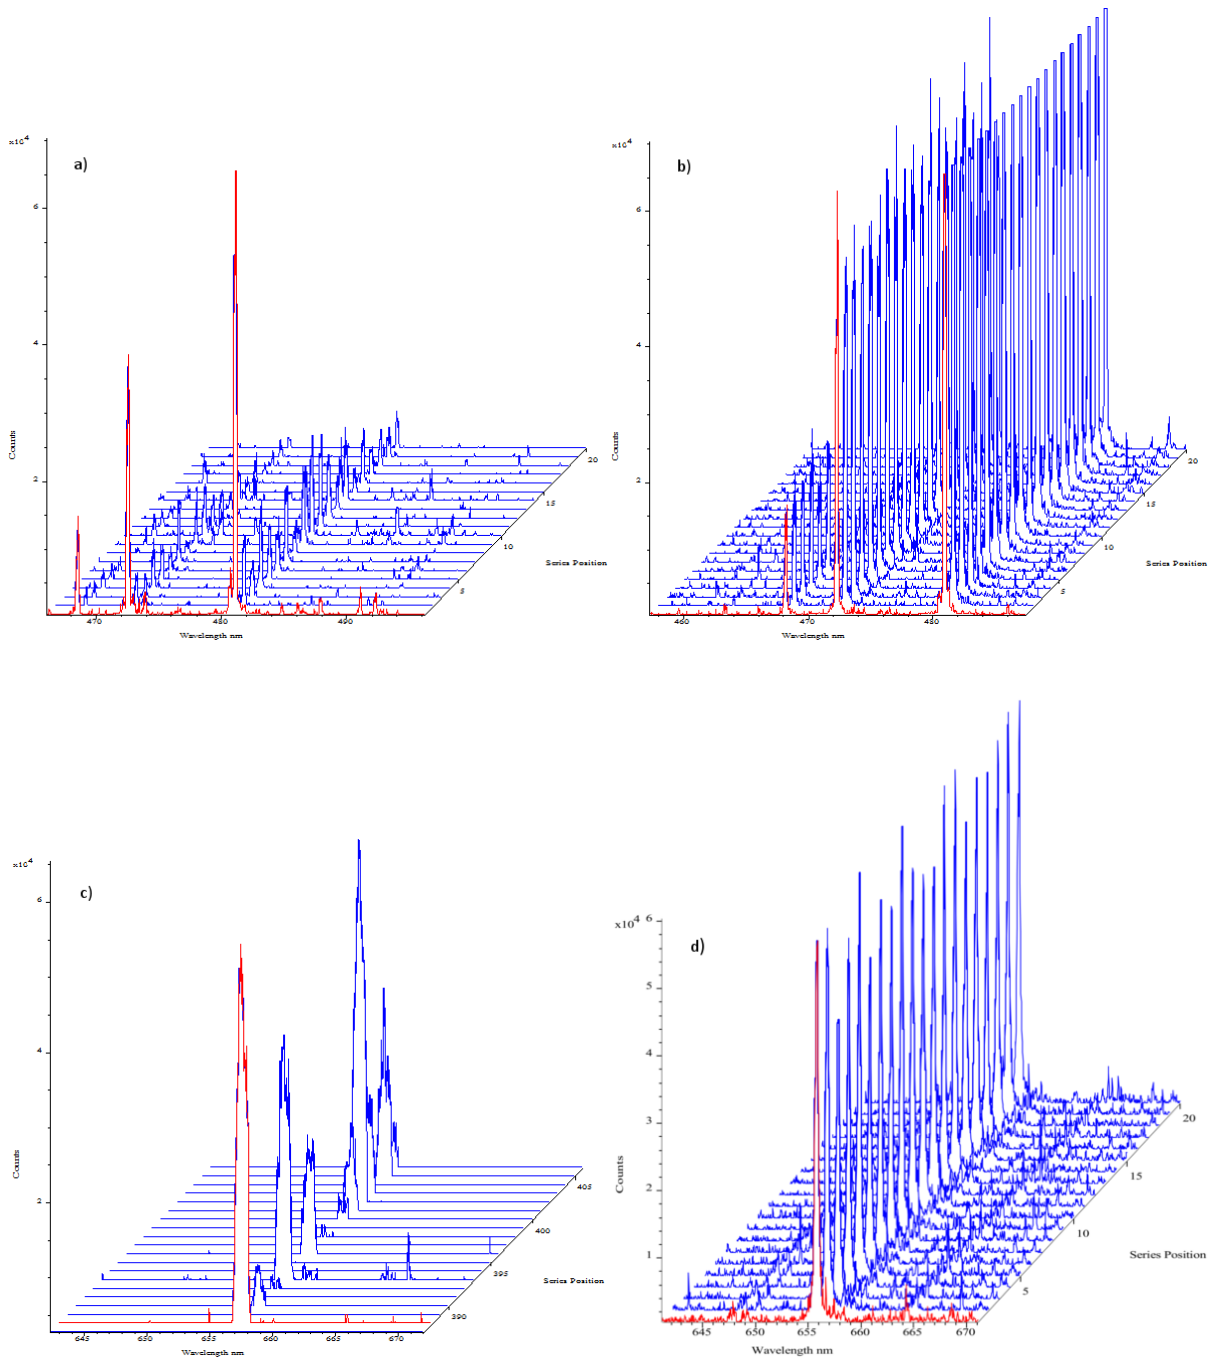 x10⁴
a)
6
4
2
Counts
470
480
490
Wavelength nm
5
10
15
20
Series Position
x10⁴
b)
6
4
2
Counts
460
470
480
Wavelength nm
5
10
15
20
Series Position
x10⁴
c)
6
4
2
Counts
645
650
655
660
665
670
Wavelength nm
390
395
400
405
Series Position
x10⁴ 6
d)
5
4
3
2
1
Counts
645
650
655
660
665
670
Wavelength nm
5
10
15
20
Series Position